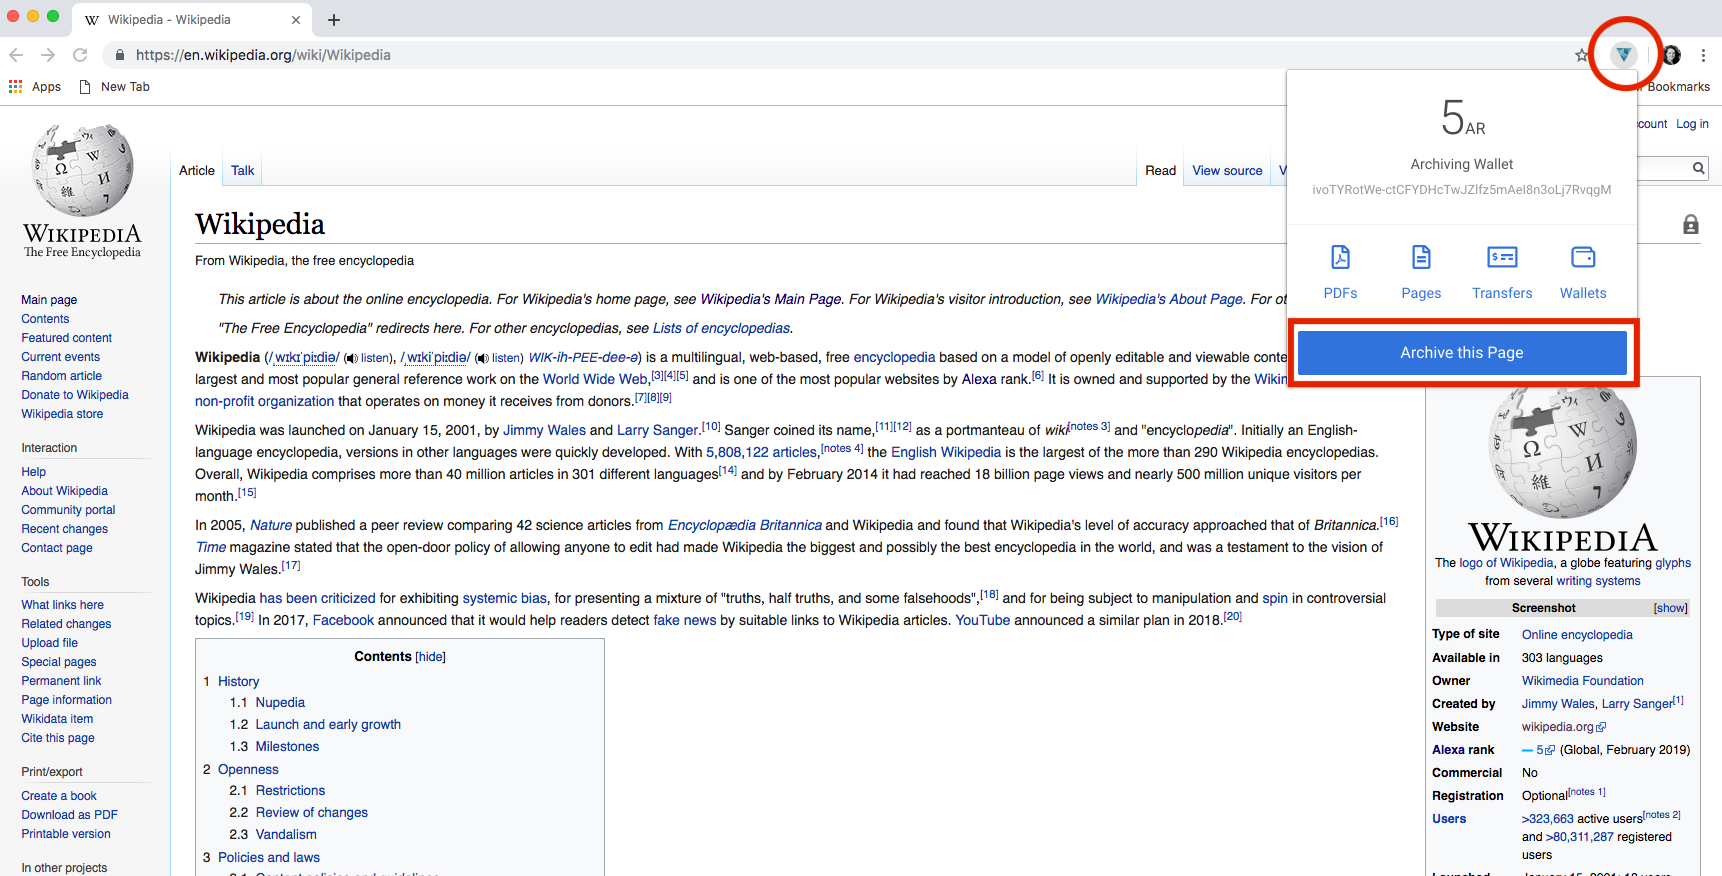 Wikipedia - Wikipedia
https://en.wikipedia.org/wiki/Wikipedia
Apps
New Tab
Bookmarks
5AR
Archiving Wallet
ivoTYRotWe-ctCFYDHcTwJZlfz5mAel8n3oLj7RvqgM
PDFs
Pages
Transfers
Wallets
Archive this Page
count
Log in
WIKIPEDIA
The Free Encyclopedia
Article
Talk
Read
View source
V
Main page
Contents
Featured content
Current events
Random article
Donate to Wikipedia
Wikipedia store
Interaction
Help
About Wikipedia
Community portal
Recent changes
Contact page
Tools
What links here
Related changes
Upload file
Special pages
Permanent link
Page information
Wikidata item
Cite this page
Print/export
Create a book
Download as PDF
Printable version
In other projects
Wikipedia
From Wikipedia, the free encyclopedia
This article is about the online encyclopedia. For Wikipedia's home page, see Wikipedia's Main Page. For Wikipedia's visitor introduction, see Wikipedia's About Page. For ot
"The Free Encyclopedia" redirects here. For other encyclopedias, see Lists of encyclopedias.
Wikipedia (/ˌwɪkɪˈpiːdiə/ (listen), /ˌwɪkiˈpiːdiə/ (listen) WIK-ih-PEE-dee-ə) is a multilingual, web-based, free encyclopedia based on a model of openly editable and viewable conte
largest and most popular general reference work on the World Wide Web,[3][4][5] and is one of the most popular websites by Alexa rank.[6] It is owned and supported by the Wikim
non-profit organization that operates on money it receives from donors.[7][8][9]
Wikipedia was launched on January 15, 2001, by Jimmy Wales and Larry Sanger.[10] Sanger coined its name,[11][12] as a portmanteau of wiki[notes 3] and "encyclopedia". Initially an English-
language encyclopedia, versions in other languages were quickly developed. With 5,808,122 articles,[notes 4] the English Wikipedia is the largest of the more than 290 Wikipedia encyclopedias.
Overall, Wikipedia comprises more than 40 million articles in 301 different languages[14] and by February 2014 it had reached 18 billion page views and nearly 500 million unique visitors per
month.[15]
In 2005, Nature published a peer review comparing 42 science articles from Encyclopædia Britannica and Wikipedia and found that Wikipedia's level of accuracy approached that of Britannica.[16]
Time magazine stated that the open-door policy of allowing anyone to edit had made Wikipedia the biggest and possibly the best encyclopedia in the world, and was a testament to the vision of
Jimmy Wales.[17]
Wikipedia has been criticized for exhibiting systemic bias, for presenting a mixture of "truths, half truths, and some falsehoods",[18] and for being subject to manipulation and spin in controversial
topics.[19] In 2017, Facebook announced that it would help readers detect fake news by suitable links to Wikipedia articles. YouTube announced a similar plan in 2018.[20]
Contents [hide]
1 History
1.1 Nupedia
1.2 Launch and early growth
1.3 Milestones
2 Openness
2.1 Restrictions
2.2 Review of changes
2.3 Vandalism
3 Policies and laws
WIKIPEDIA
The logo of Wikipedia, a globe featuring glyphs
from several writing systems
Screenshot [show]
Type of site Online encyclopedia
Available in 303 languages
Owner Wikimedia Foundation
Created by Jimmy Wales, Larry Sanger[1]
Website wikipedia.org
Alexa rank 5 (Global, February 2019)
Commercial No
Registration Optional[notes 1]
Users >323,663 active users[notes 2]
and >80,311,287 registered
users